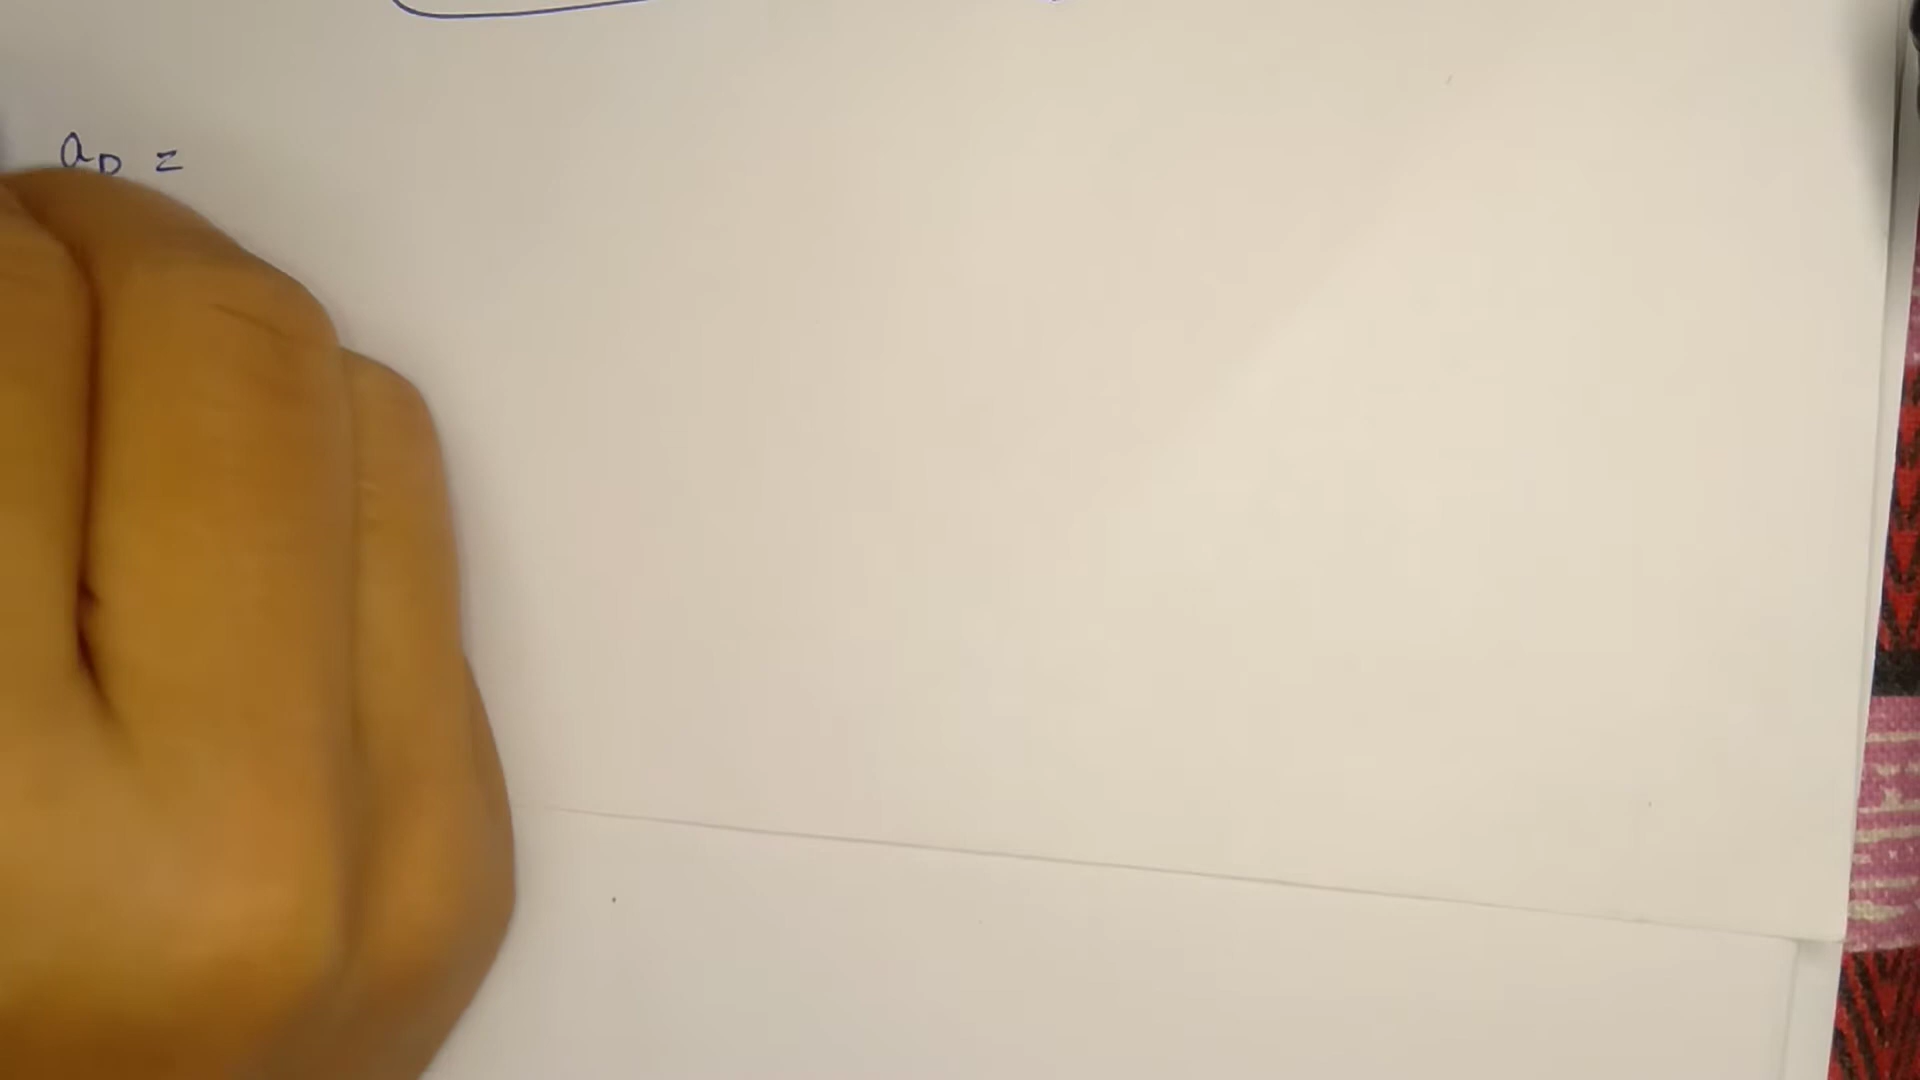 a_D =